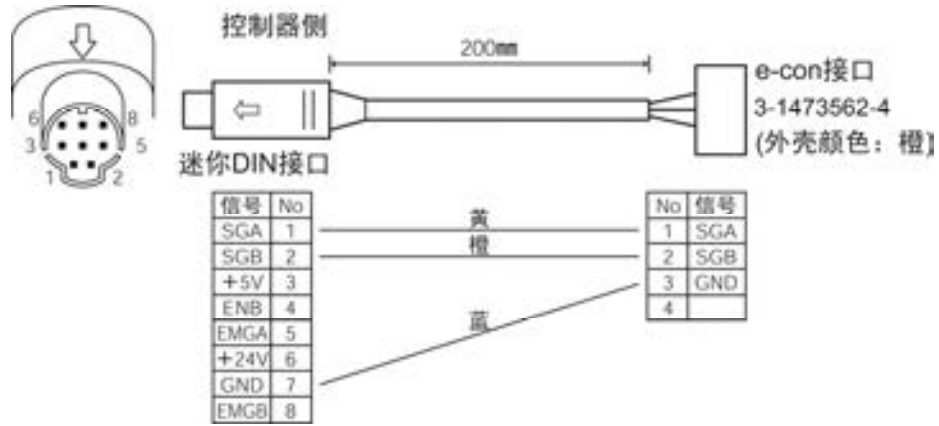 控制器侧
200mm
e-con接口
3-1473562-4
(外壳颜色：橙)
6 8
3 5
1 2
迷你DIN接口
信号 No
SGA 1
SGB 2
+5V 3
ENB 4
EMGA 5
+24V 6
GND 7
EMGB 8
黄
橙
蓝
No 信号
1 SGA
2 SGB
3 GND
4